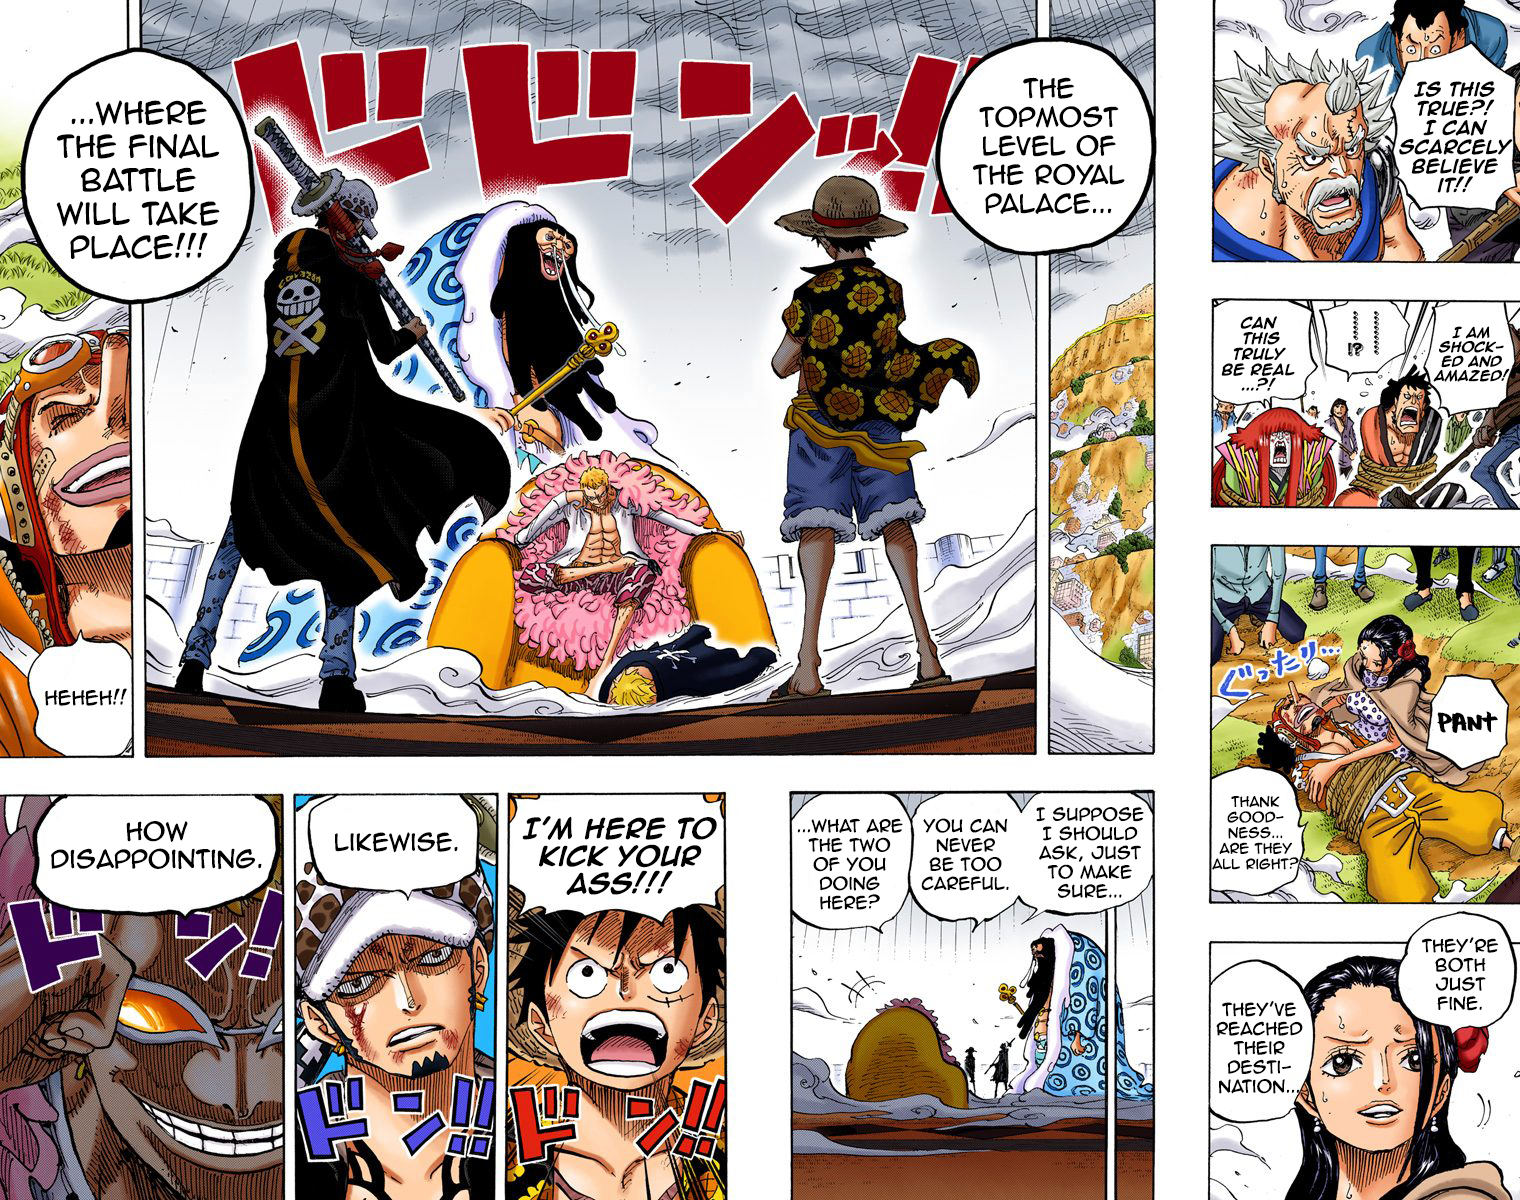 IS THIS
TRUE?!
I CAN
SCARCELY
BELIEVE
IT!!
I AM
SHOCK-
ED AND
AMAZED!
!?
CAN
THIS
TRULY
BE REAL
...?!
ぐったり...
PANT
THANK
GOOD-
NESS...
ARE THEY
ALL RIGHT?
THEY'RE
BOTH
JUST
FINE.
THEY'VE
REACHED
THEIR
DESTI-
NATION...
THE
TOPMOST
LEVEL OF
THE ROYAL
PALACE...
ドドンッ!!
...WHERE
THE FINAL
BATTLE
WILL TAKE
PLACE!!!
HEHEH!!
I SUPPOSE
I SHOULD
ASK, JUST
TO MAKE
SURE...
YOU CAN
NEVER
BE TOO
CAREFUL.
...WHAT ARE
THE TWO
OF YOU
DOING
HERE?
I'M HERE TO
KICK YOUR
ASS!!!
ドン!!
LIKEWISE.
ドン!!
HOW
DISAPPOINTING.
ドン!